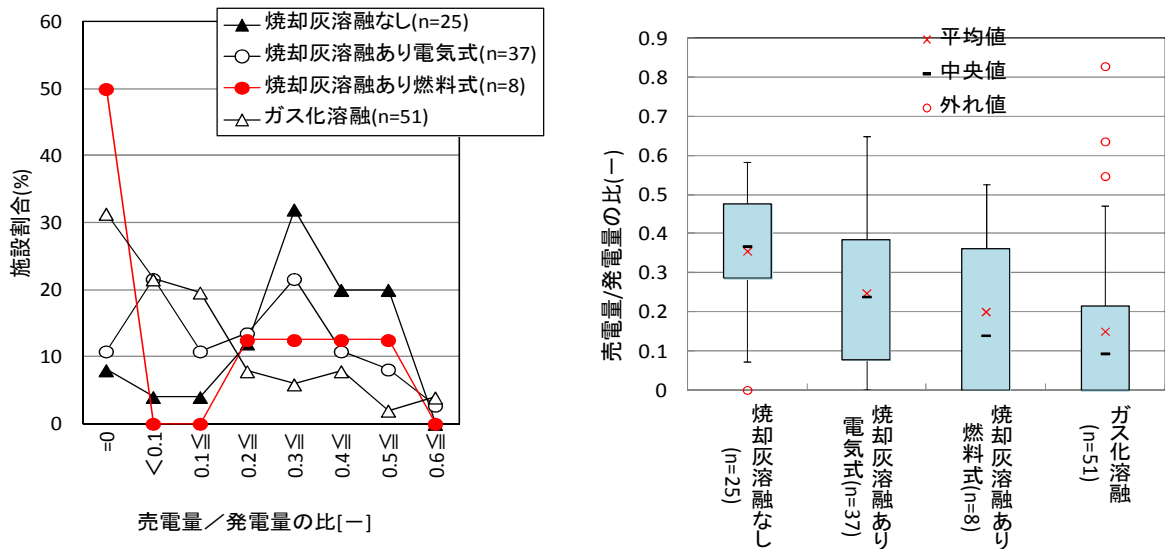 60
50
40
30
20
10
0
施設割合(%)
焼却灰溶融なし(n=25)
焼却灰溶融あり電気式(n=37)
焼却灰溶融あり燃料式(n=8)
ガス化溶融(n=51)
=0
<0.1
0.1≦
0.2≦
0.3≦
0.4≦
0.5≦
0.6≦
売電量／発電量の比[ー]
0.9
0.8
0.7
0.6
0.5
0.4
0.3
0.2
0.1
0
売電量/発電量の比(ー)
平均値
中央値
外れ値
焼却灰溶融なし
(n=25)
焼却灰溶融あり
電気式(n=37)
焼却灰溶融あり
燃料式(n=8)
ガス化溶融
(n=51)